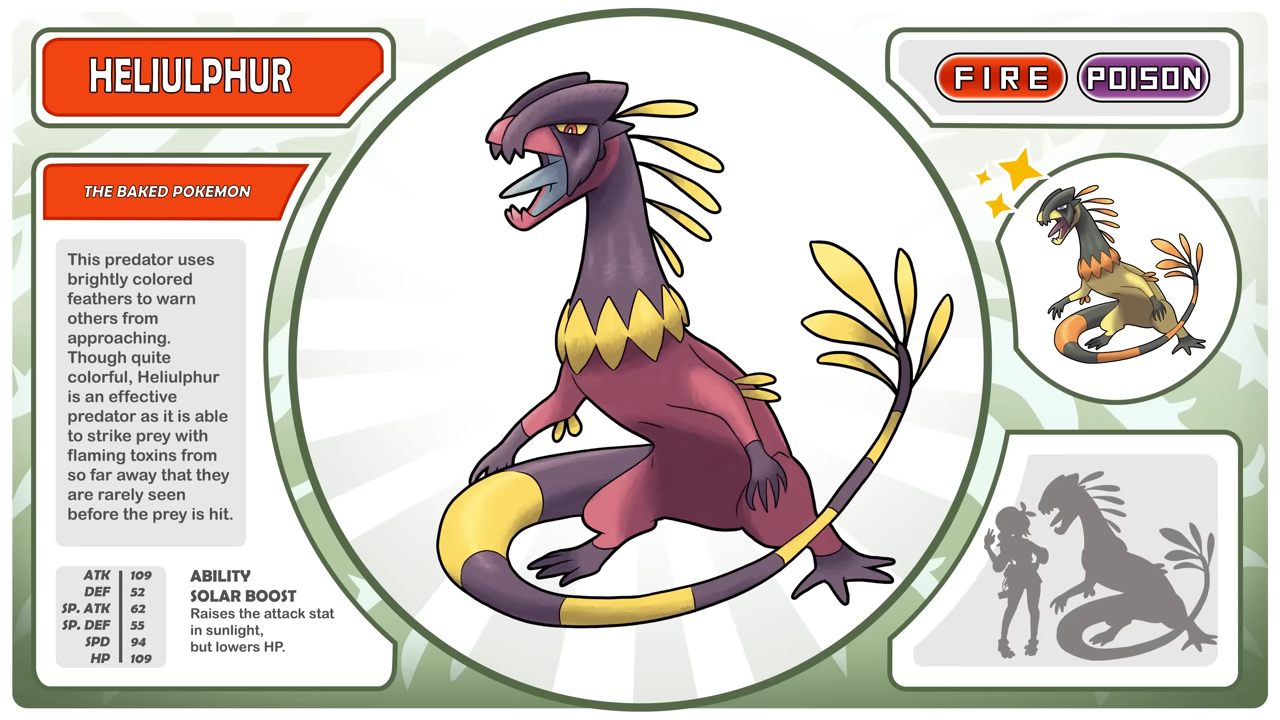 HELIULPHUR
FIRE POISON
THE BAKED POKEMON
This predator uses
brightly colored
feathers to warn
others from
approaching.
Though quite
colorful, Heliulphur
is an effective
predator as it is able
to strike prey with
flaming toxins from
so far away that they
are rarely seen
before the prey is hit.
ATK 109
DEF 52
SP. ATK 62
SP. DEF 55
SPD 94
HP 109
ABILITY
SOLAR BOOST
Raises the attack stat
in sunlight,
but lowers HP.